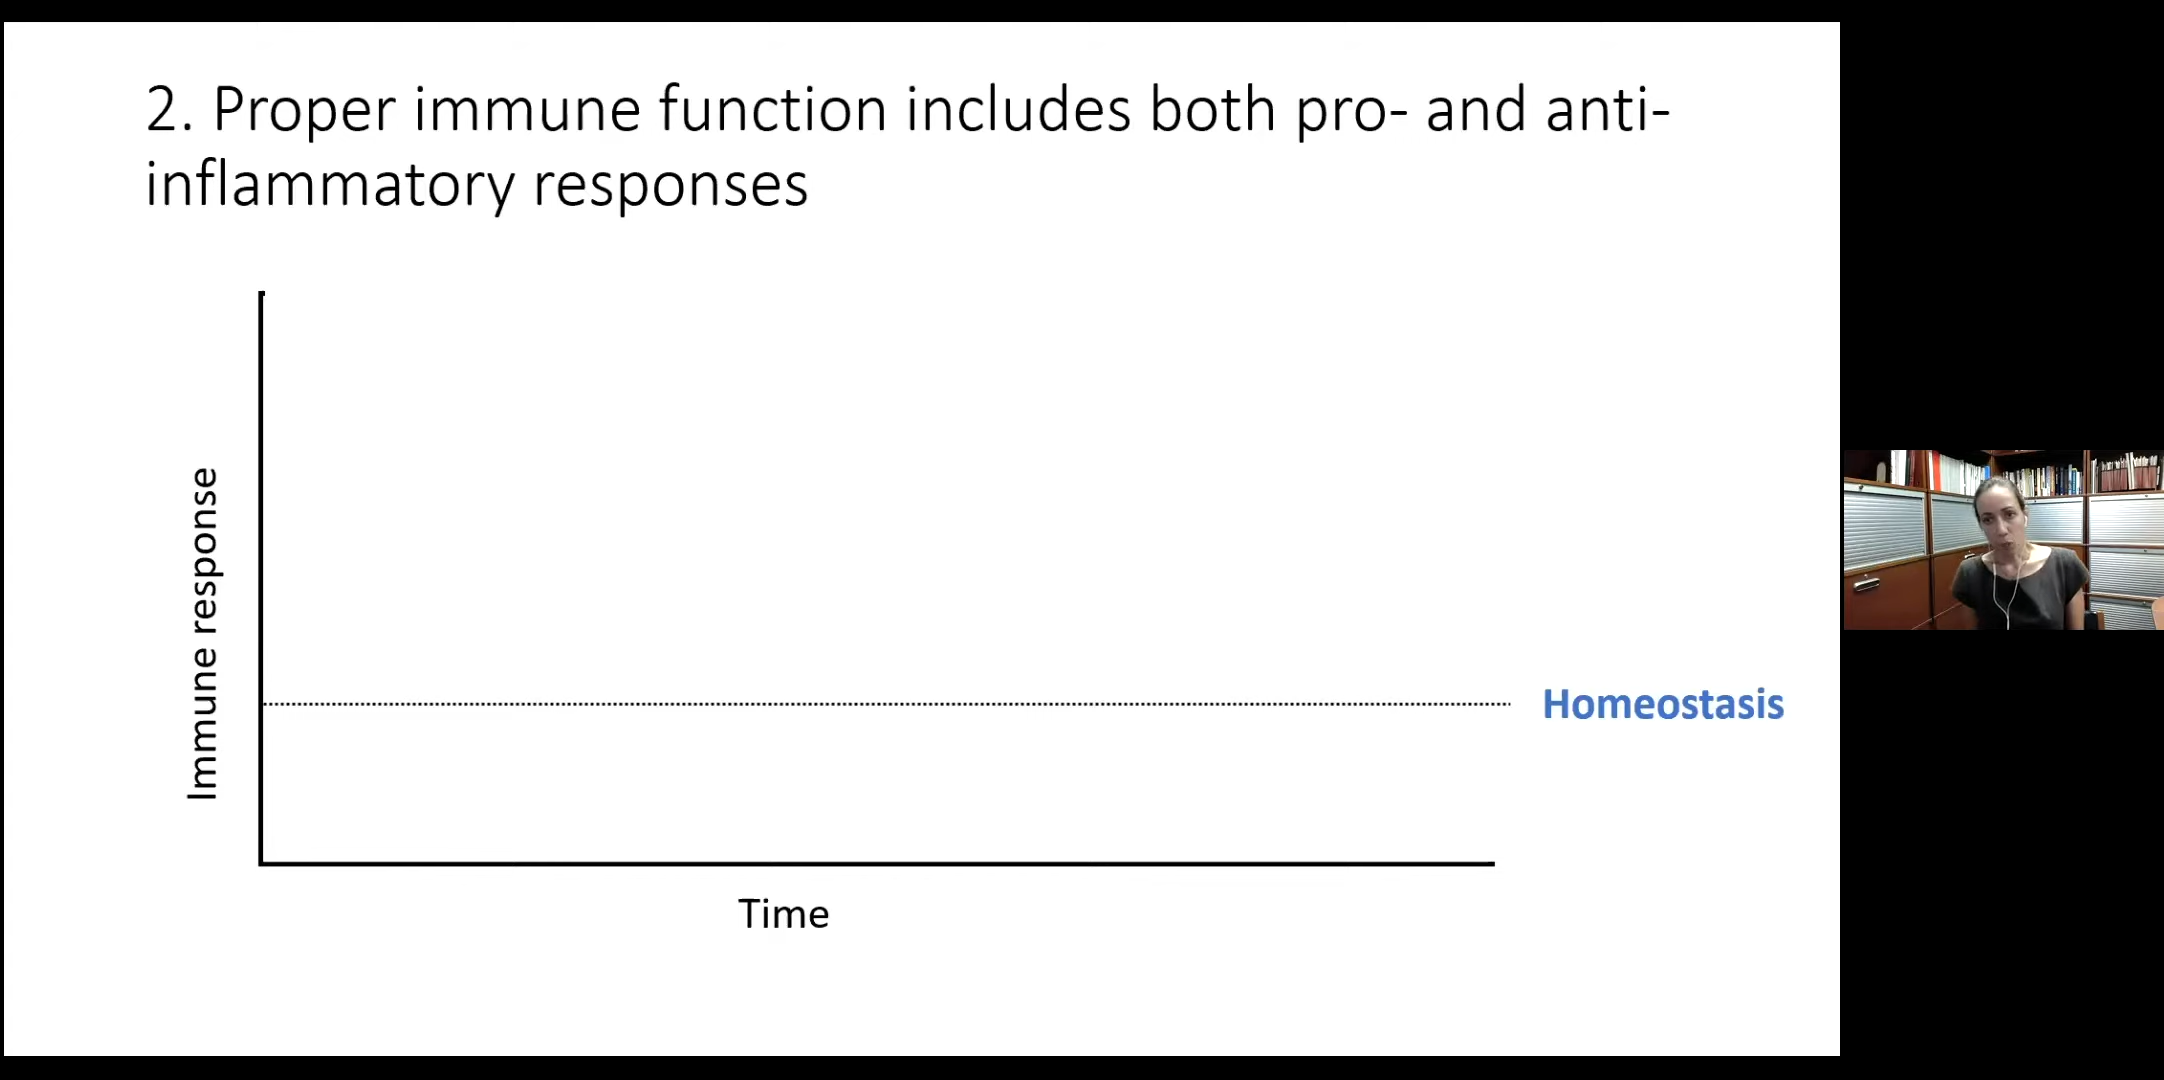 2. Proper immune function includes both pro- and anti-
inflammatory responses
Immune response
Homeostasis
Time